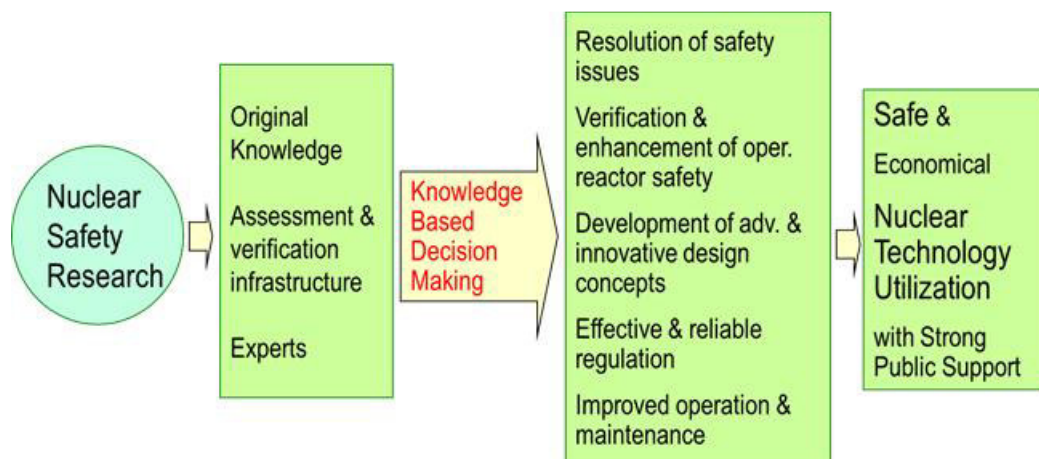 Nuclear
Safety
Research
Original
Knowledge
Assessment &
verification
infrastructure
Experts
Knowledge
Based
Decision
Making
Resolution of safety
issues
Verification &
enhancement of oper.
reactor safety
Development of adv. &
innovative design
concepts
Effective & reliable
regulation
Improved operation &
maintenance
Safe &
Economical
Nuclear
Technology
Utilization
with Strong
Public Support